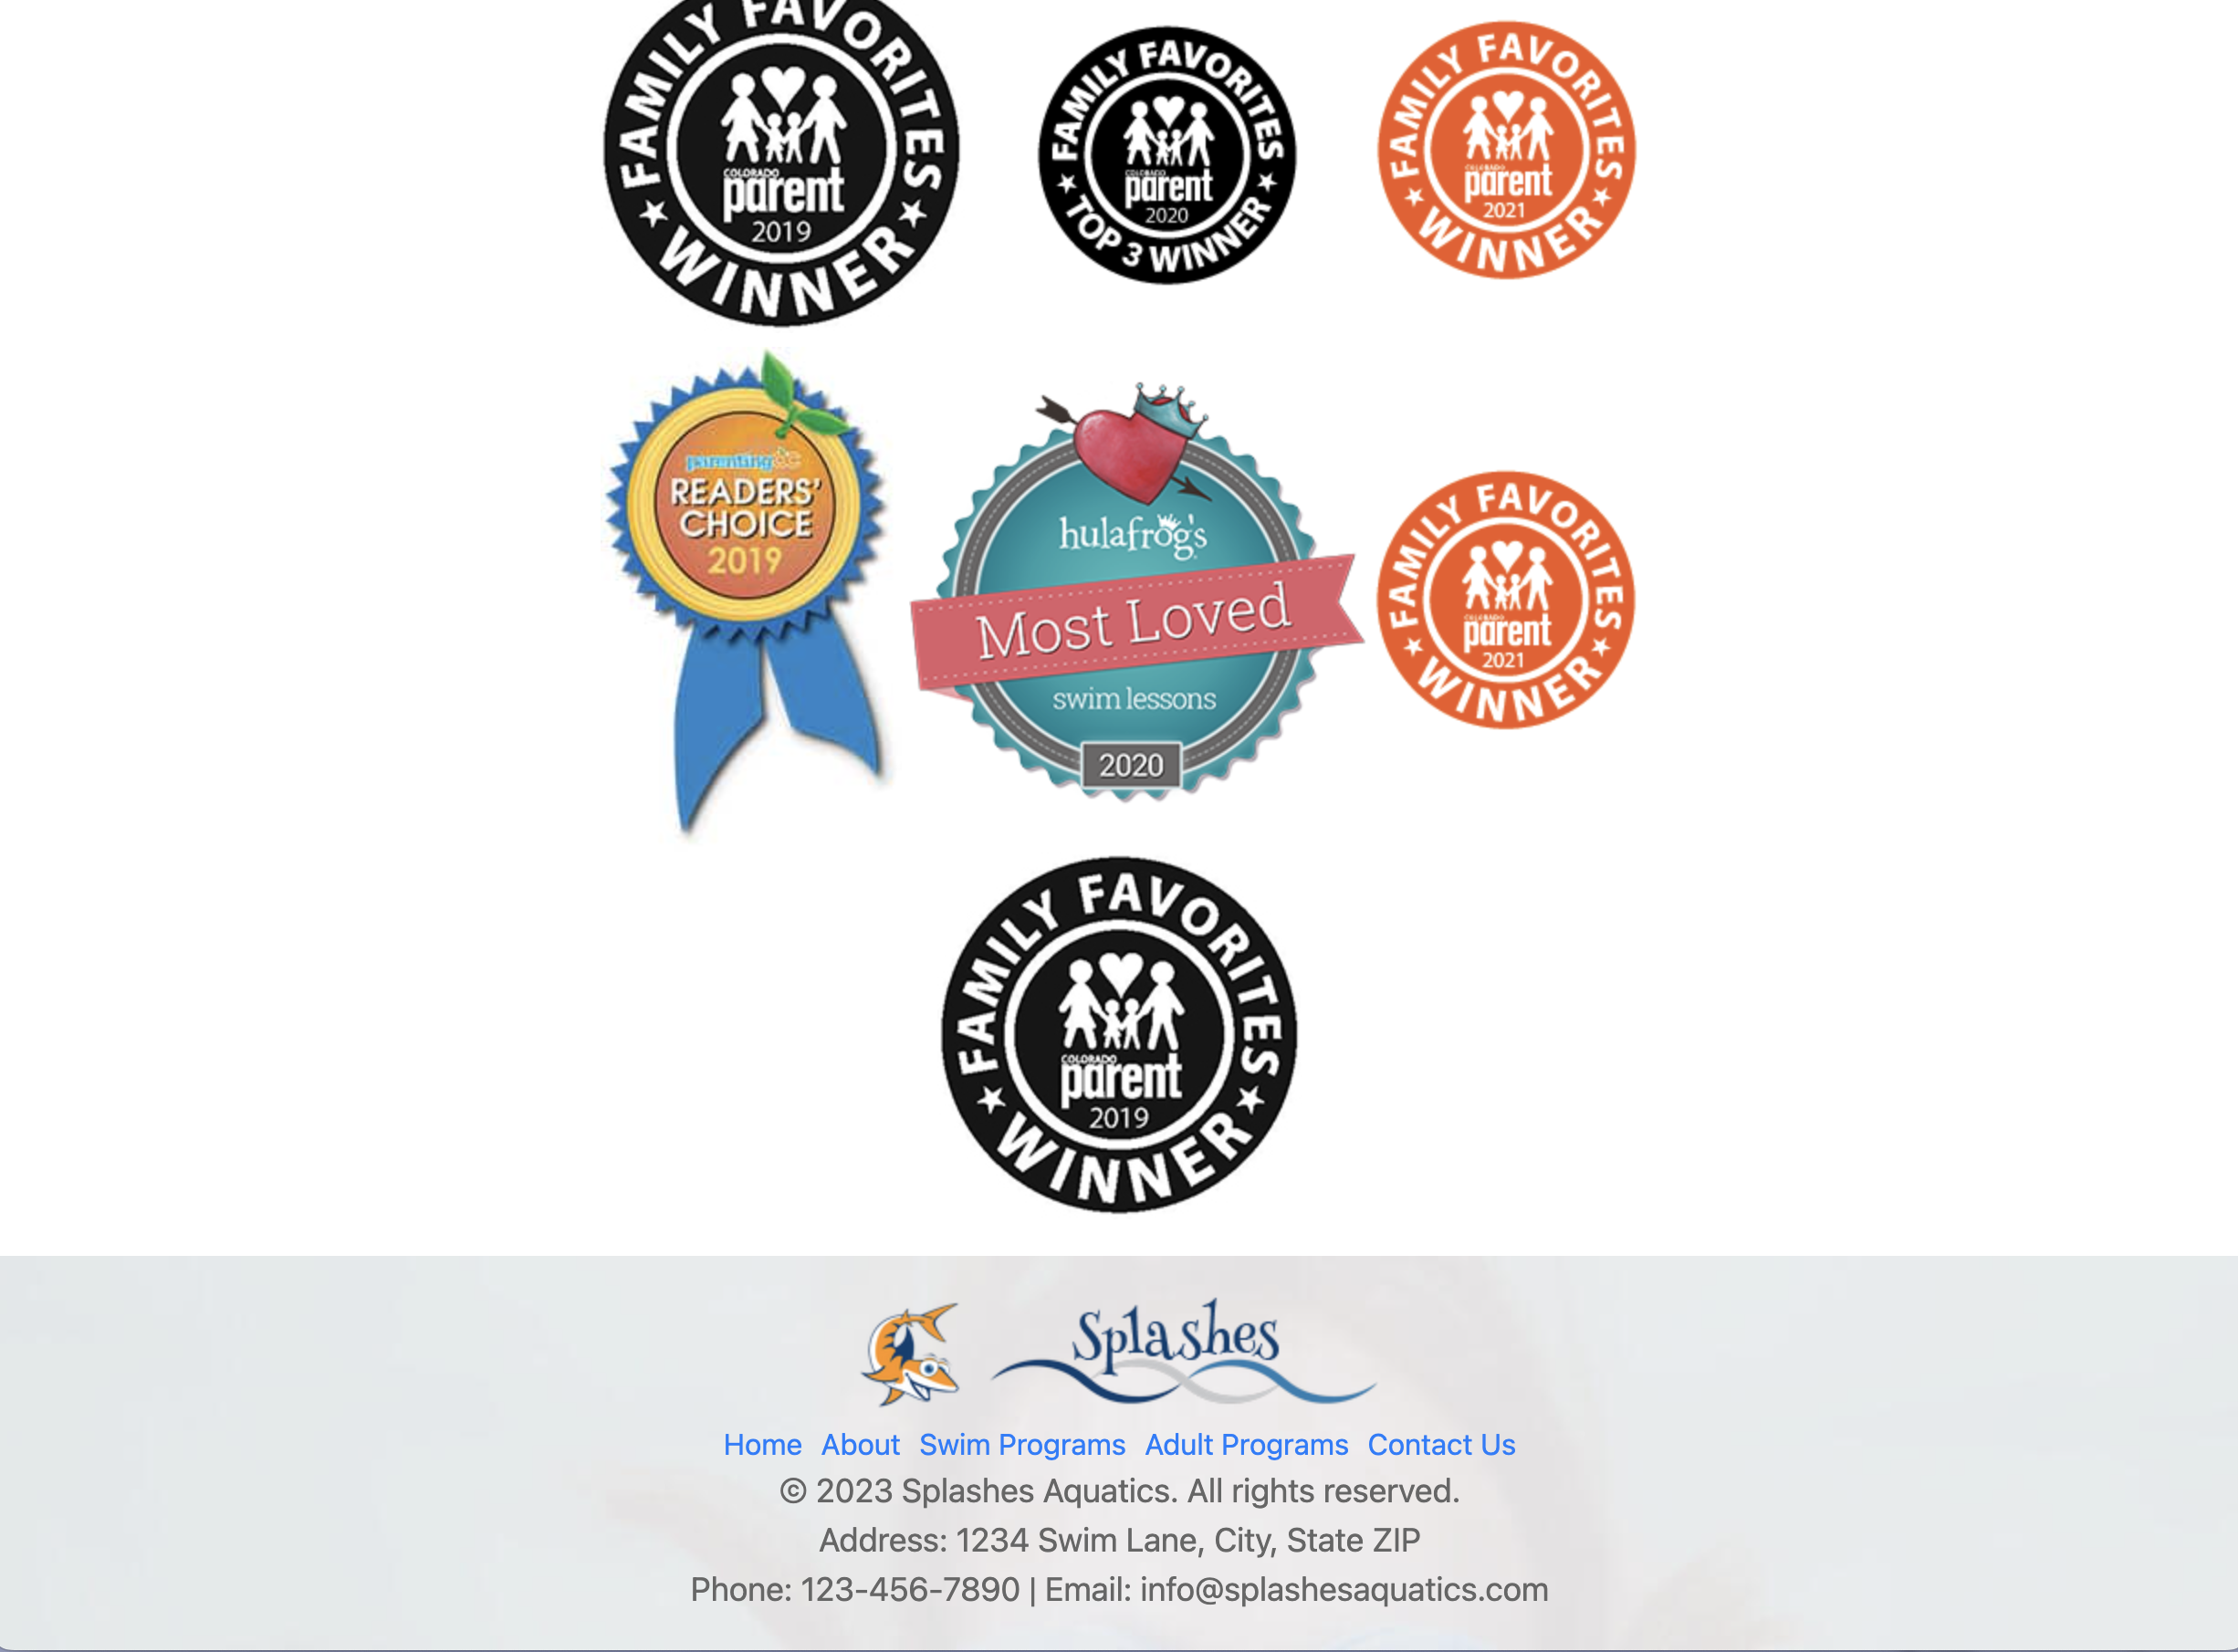 FAMILY FAVORITES
COLORADO
parent
2019
WINNER
FAMILY FAVORITES
COLORADO
parent
2020
TOP 3 WINNER
FAMILY FAVORITES
COLORADO
parent
2021
WINNER
parenting OC
READERS'
CHOICE
2019
hulafrog's
Most Loved
swim lessons
2020
FAMILY FAVORITES
COLORADO
parent
2021
WINNER
FAMILY FAVORITES
COLORADO
parent
2019
WINNER
Splashes
Home About Swim Programs Adult Programs Contact Us
© 2023 Splashes Aquatics. All rights reserved.
Address: 1234 Swim Lane, City, State ZIP
Phone: 123-456-7890 | Email: info@splashesaquatics.com